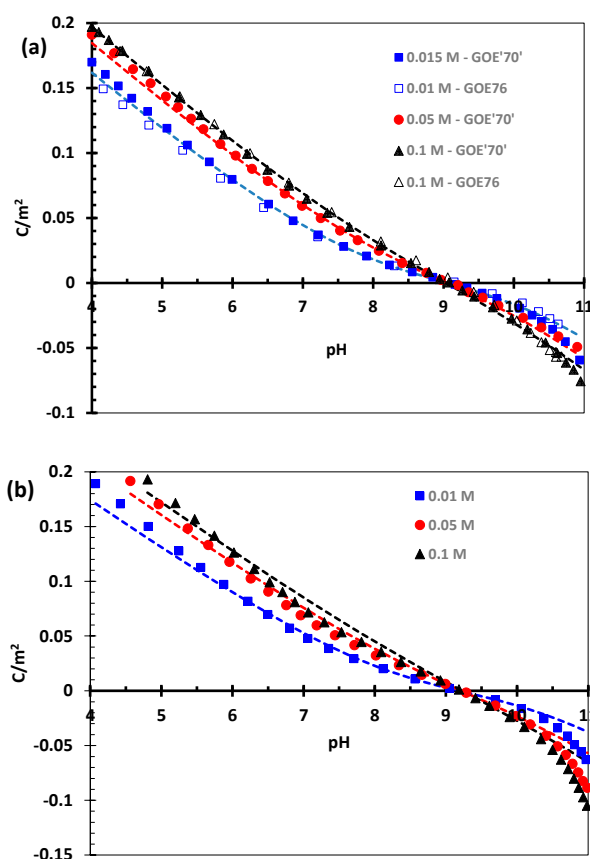 (a)
0.2
0.15
0.1
0.05
0
-0.05
-0.1
C/m²
0.015 M - GOE'70'
0.01 M - GOE76
0.05 M - GOE'70'
0.1 M - GOE'70'
0.1 M - GOE76
4 5 6 7 8 9 10 11
pH
(b)
0.2
0.15
0.1
0.05
0
-0.05
-0.1
-0.15
C/m²
0.01 M
0.05 M
0.1 M
4 5 6 7 8 9 10
pH